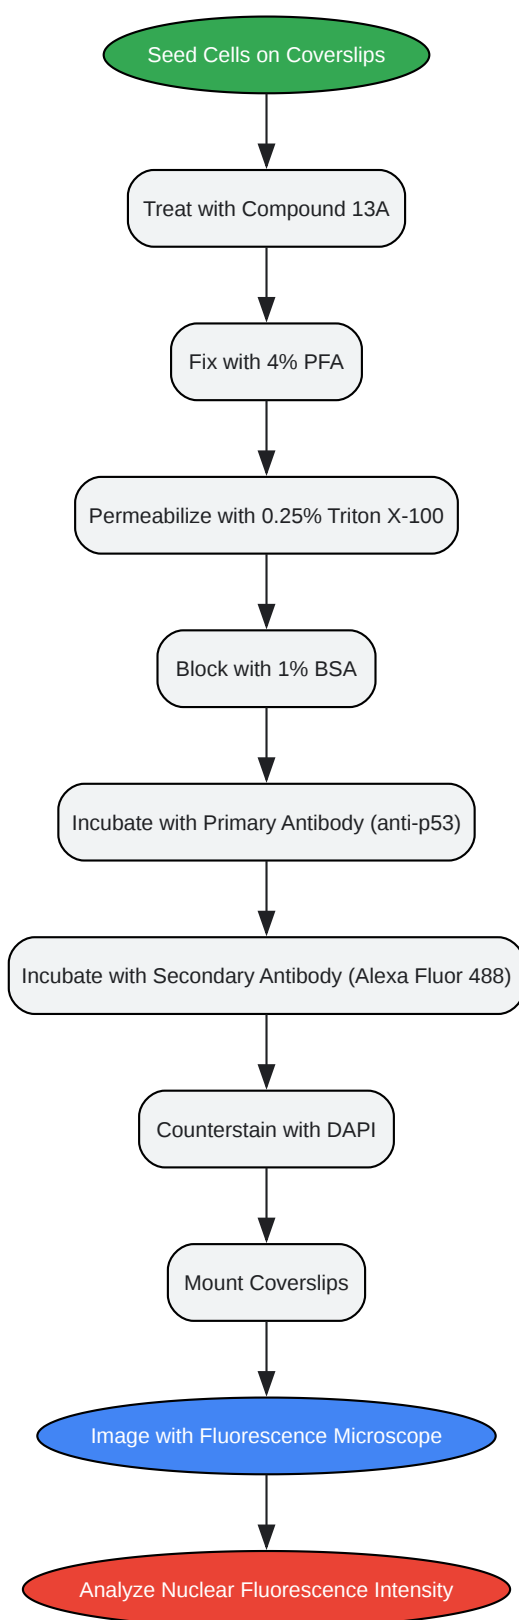 Seed Cells on Coverslips
Treat with Compound 13A
Fix with 4% PFA
Permeabilize with 0.25% Triton X-100
Block with 1% BSA
Incubate with Primary Antibody (anti-p53)
Incubate with Secondary Antibody (Alexa Fluor 488)
Counterstain with DAPI
Mount Coverslips
Image with Fluorescence Microscope
Analyze Nuclear Fluorescence Intensity